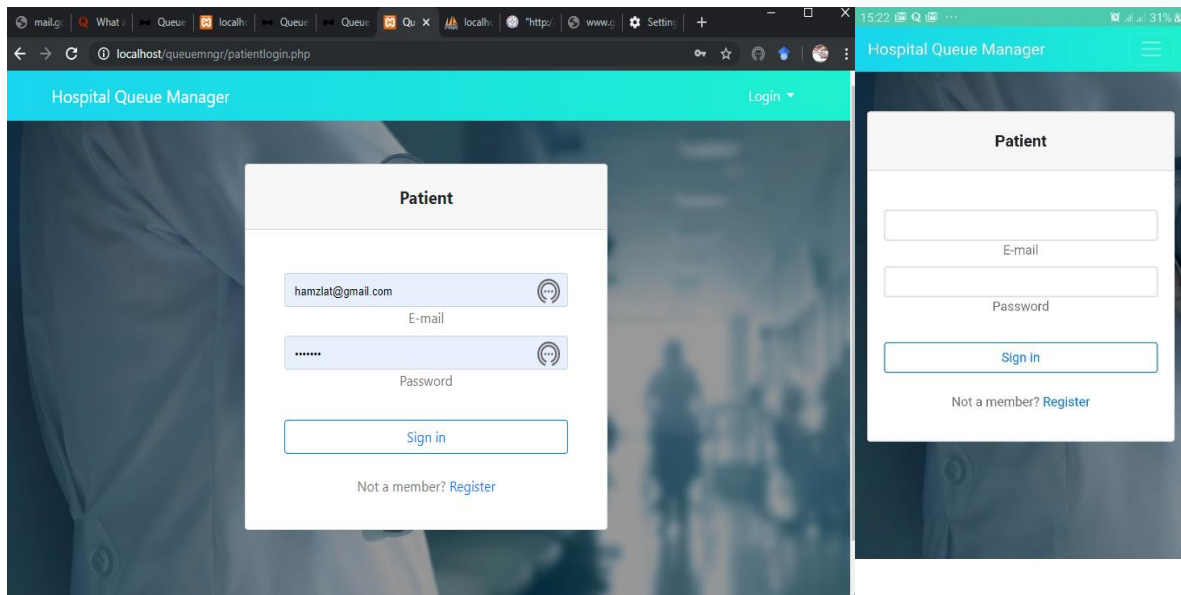 mail.g What Queue localh Queue Queue Qu localh "http:/ www.g Setting
localhost/queuemngr/patientlogin.php
Hospital Queue Manager Login
Patient
hamzlat@gmail.com
E-mail
•••••••
Password
Sign in
Not a member? Register
15:22 Q ... 31%
Hospital Queue Manager
Patient
E-mail
Password
Sign in
Not a member? Register